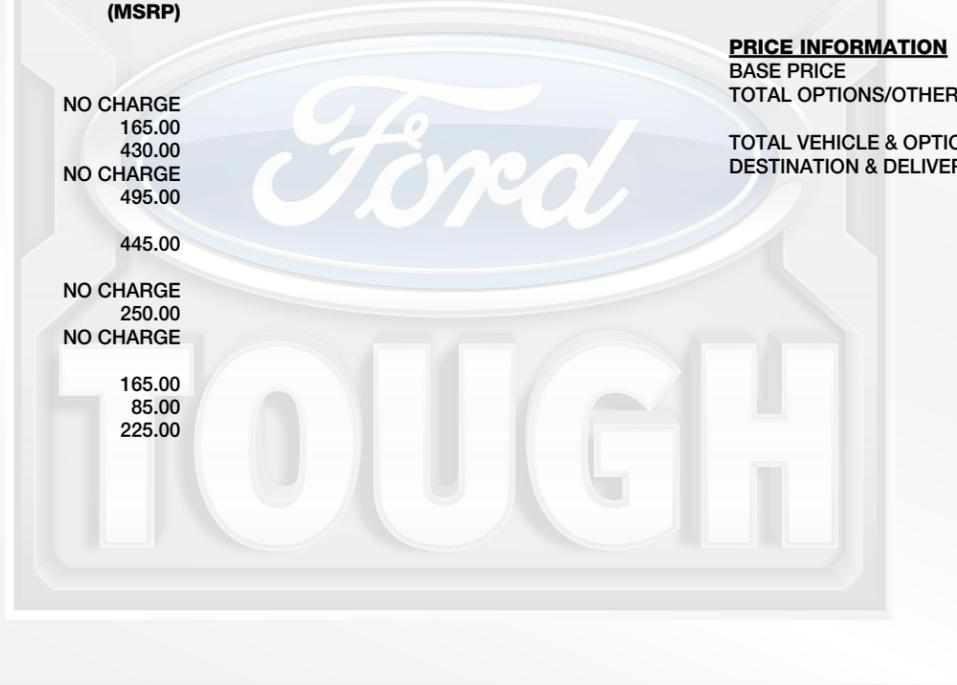 (MSRP)
NO CHARGE
165.00
430.00
NO CHARGE
495.00
445.00
NO CHARGE
250.00
NO CHARGE
165.00
85.00
225.00
PRICE INFORMATION
BASE PRICE
TOTAL OPTIONS/OTHER
TOTAL VEHICLE & OPTIO
DESTINATION & DELIVER
Ford
TOUGH